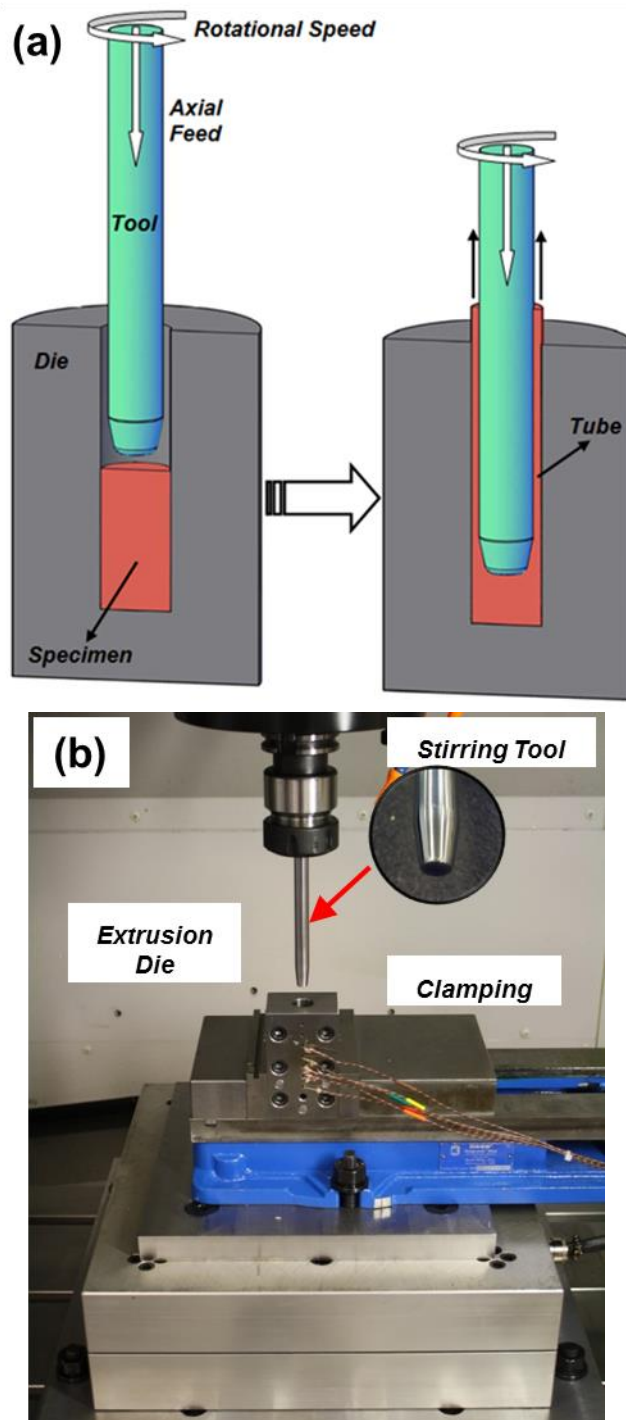 (a)
Rotational Speed
Axial
Feed
Tool
Die
Tube
Specimen
(b)
Stirring Tool
Extrusion
Die
Clamping